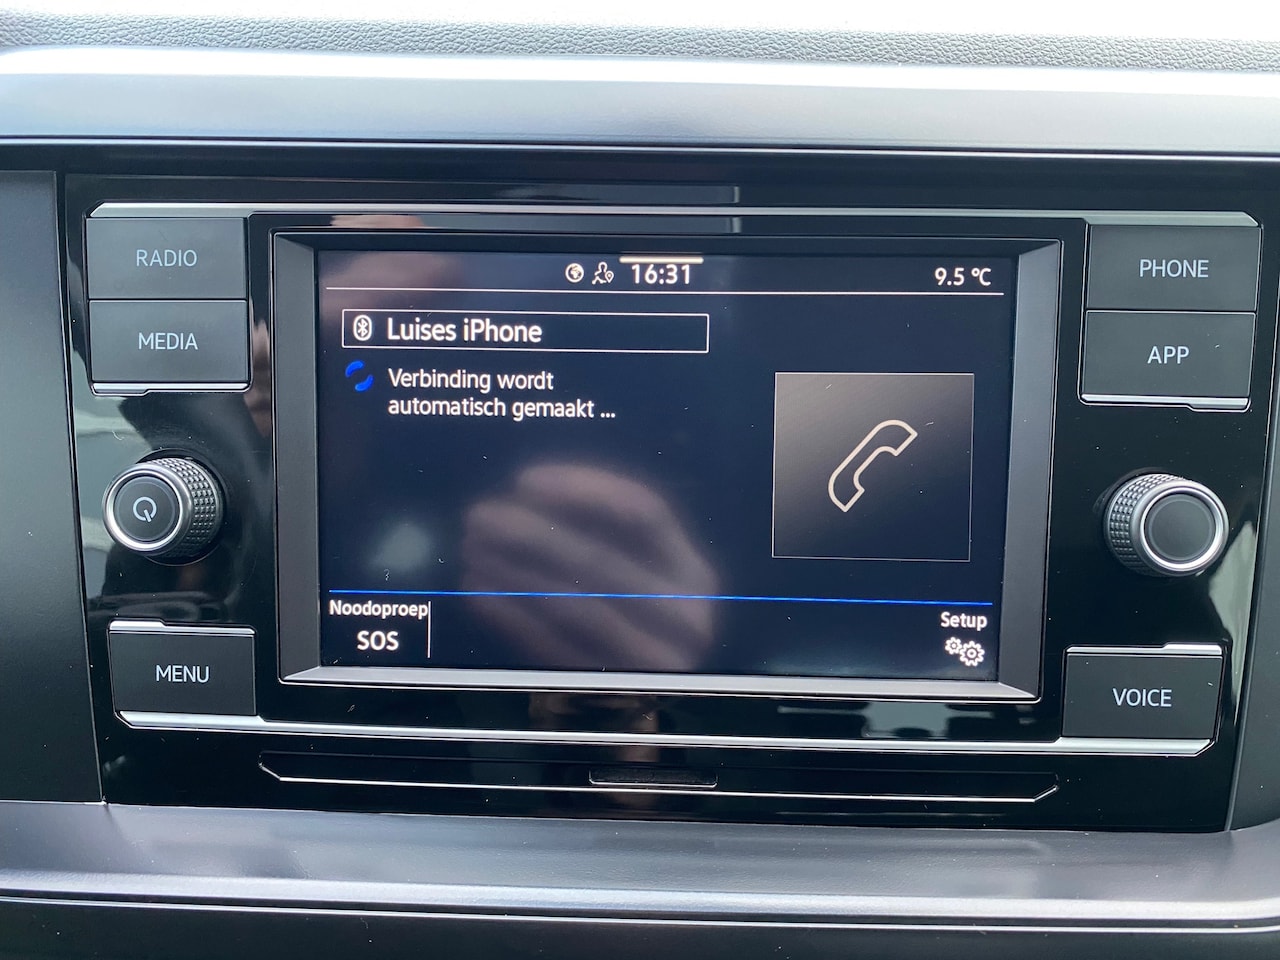 RADIO
MEDIA
MENU
16:31
9.5 °C
Luises iPhone
Verbinding wordt
automatisch gemaakt ...
Noodoproep
SOS
Setup
PHONE
APP
VOICE